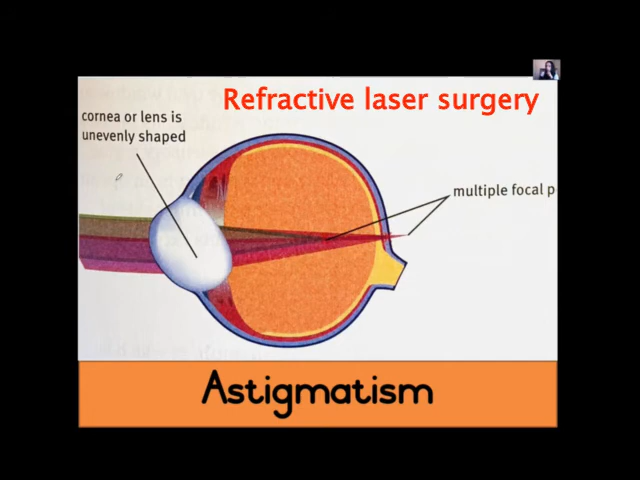 Refractive laser surgery
cornea or lens is
unevenly shaped
multiple focal p
Astigmatism